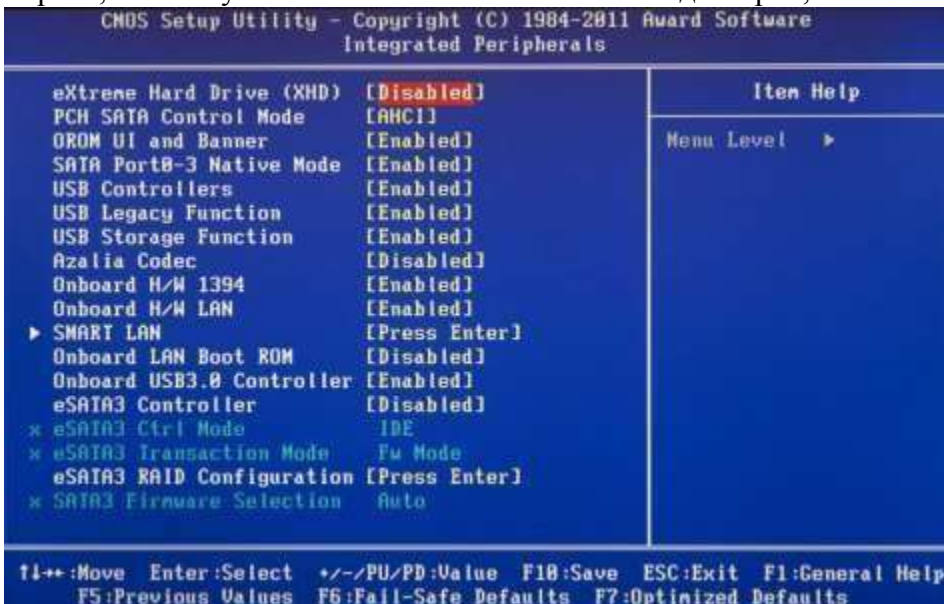 CMOS Setup Utility - Copyright (C) 1984-2011 Award Software
Integrated Peripherals
eXtreme Hard Drive (XHD) [Disabled]
Item Help
PCH SATA Control Mode [AHCI]
OROM UI and Banner [Enabled]
Menu Level ▶
SATA Port0-3 Native Mode [Enabled]
USB Controllers [Enabled]
USB Legacy Function [Enabled]
USB Storage Function [Enabled]
Azalia Codec [Disabled]
Onboard H/W 1394 [Enabled]
Onboard H/W LAN [Enabled]
▶ SMART LAN [Press Enter]
Onboard LAN Boot ROM [Disabled]
Onboard USB3.0 Controller [Enabled]
eSATA3 Controller [Disabled]
x eSATA3 Ctrl Mode IDE
x eSATA3 Transaction Mode Fw Mode
eSATA3 RAID Configuration [Press Enter]
x SATA3 Firmware Selection Auto
↑↓→←:Move Enter:Select +/-/PU/PD:Value F10:Save ESC:Exit F1:General Help
F5:Previous Values F6:Fail-Safe Defaults F7:Optimized Defaults